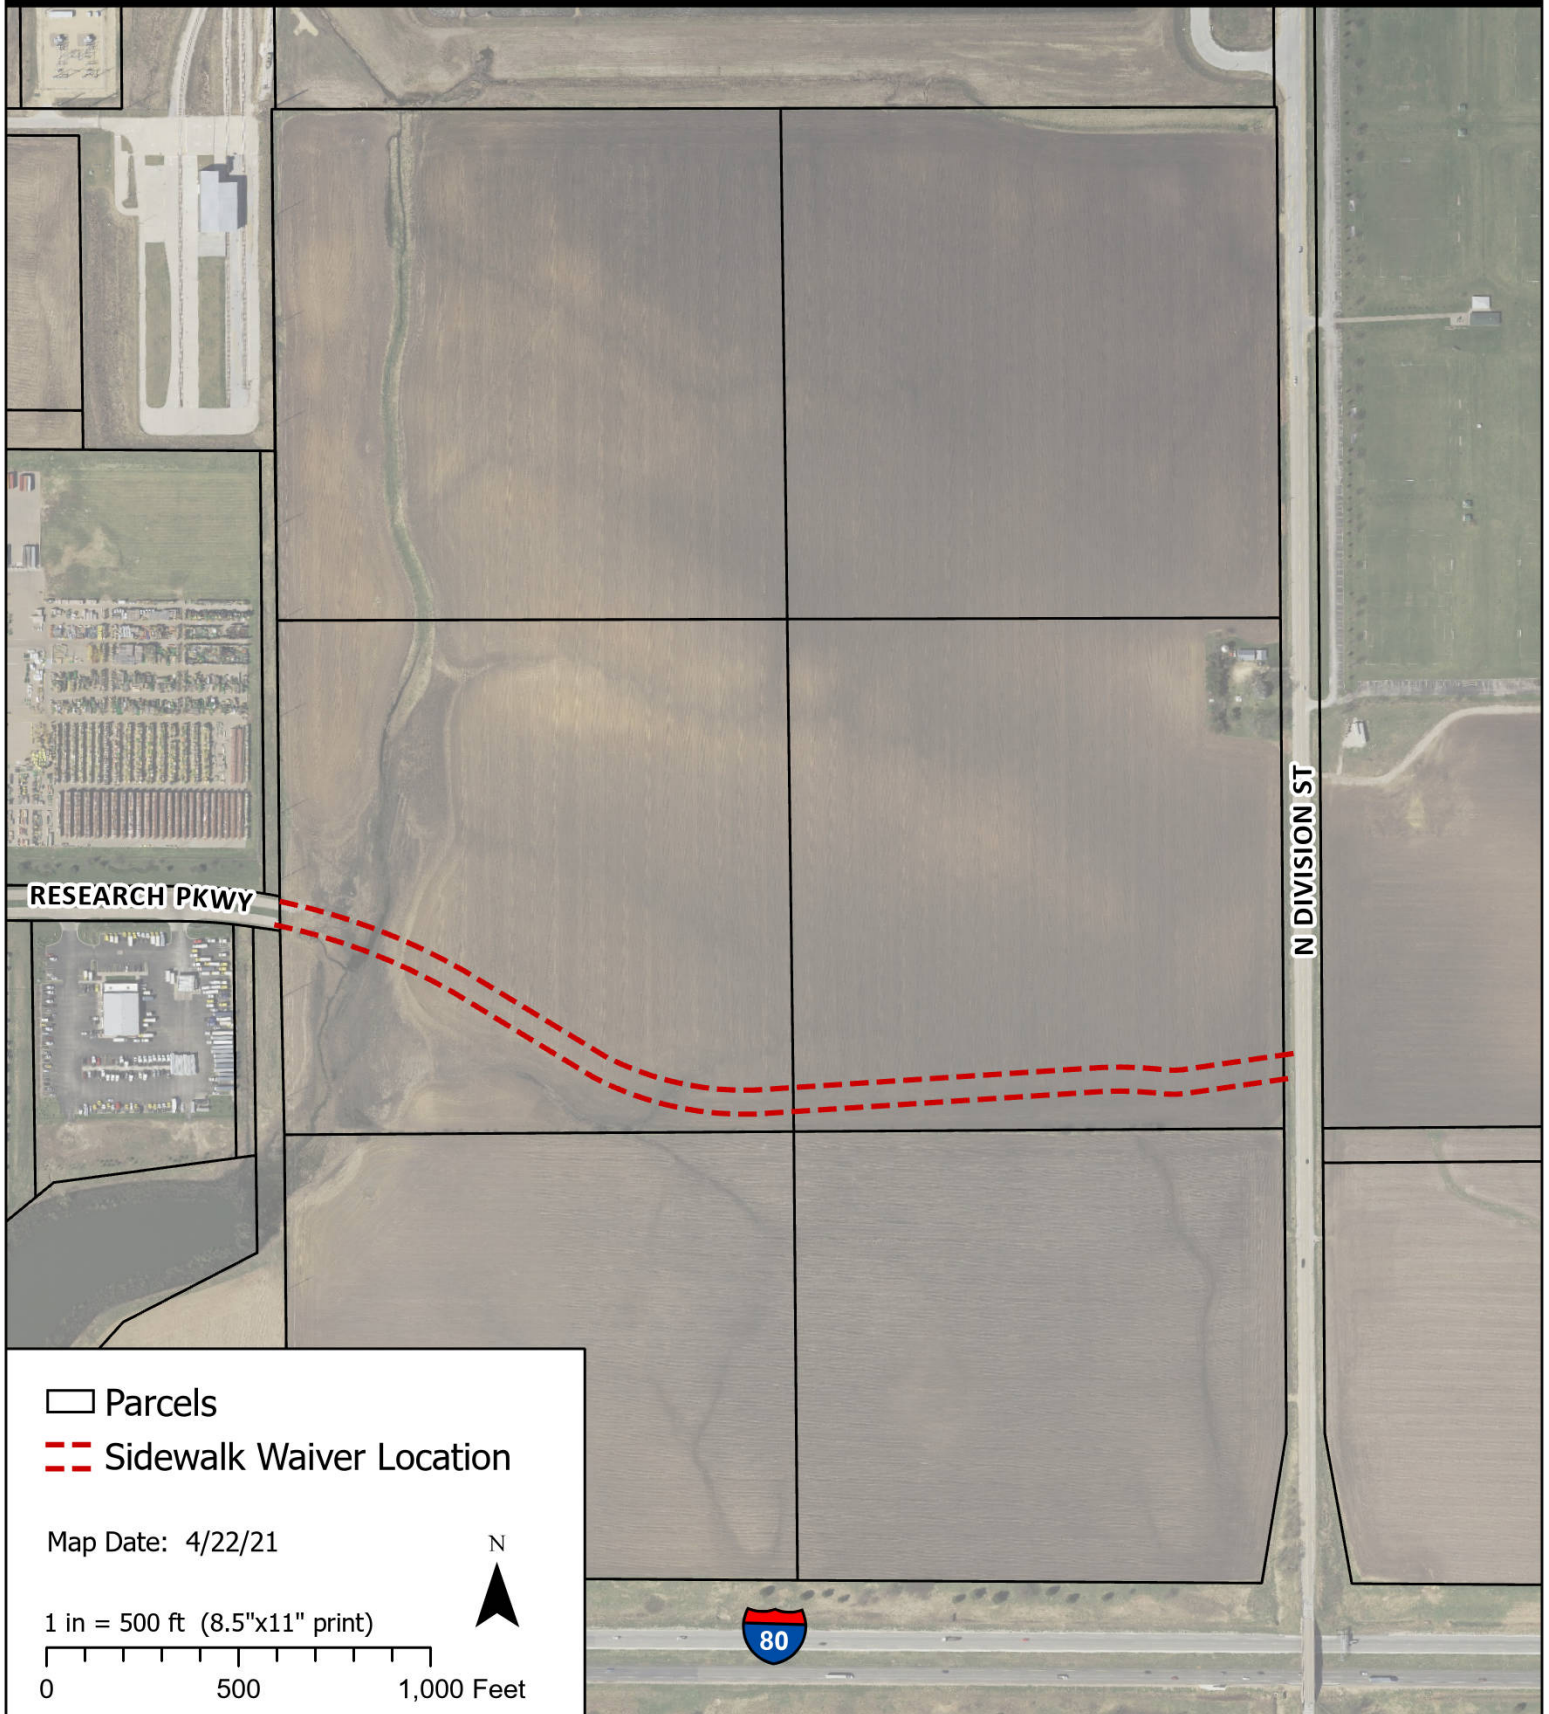 RESEARCH PKWY
N DIVISION ST
Parcels
Sidewalk Waiver Location
Map Date: 4/22/21
N
1 in = 500 ft (8.5"x11" print)
0 500 1,000 Feet
80